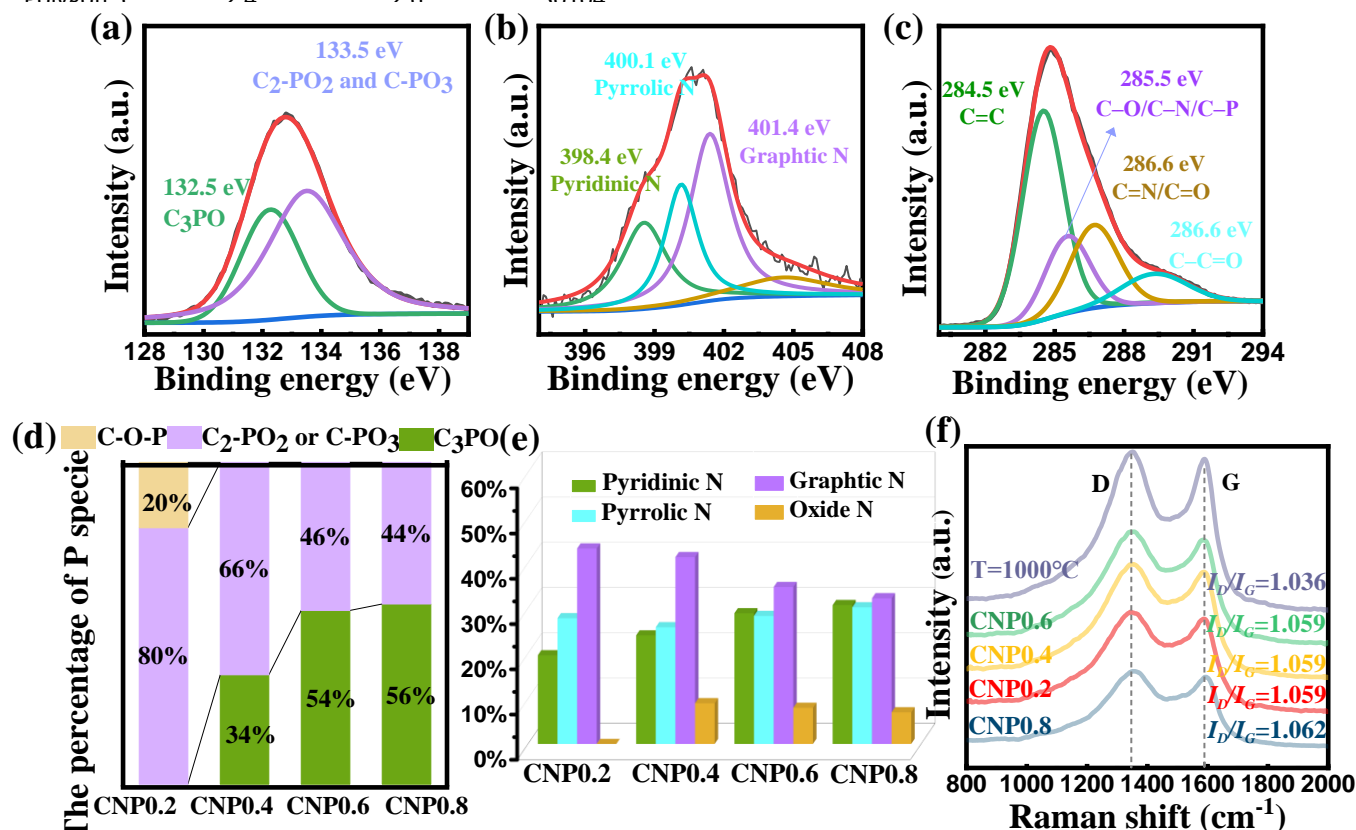 (a)
133.5 eV
C2-PO2 and C-PO3
132.5 eV
C3PO
Intensity (a.u.)
128 130 132 134 136 138
Binding energy (eV)
(b)
400.1 eV
Pyrrolic N
401.4 eV
Graphtic N
398.4 eV
Pyridinic N
Intensity (a.u.)
396 399 402 405 408
Binding energy (eV)
(c)
284.5 eV
C=C
285.5 eV
C–O/C–N/C–P
286.6 eV
C=N/C=O
286.6 eV
C–C=O
Intensity (a.u.)
282 285 288 291 294
Binding energy (eV)
(d)
C-O-P C2-PO2 or C-PO3 C3PO
The percentage of P specie
20%
80%
66%
34%
46%
54%
44%
56%
CNP0.2 CNP0.4 CNP0.6 CNP0.8
(e)
Pyridinic N Graphtic N
Pyrrolic N Oxide N
60%
50%
40%
30%
20%
10%
0%
CNP0.2 CNP0.4 CNP0.6 CNP0.8
(f)
D G
Intensity (a.u.)
T=1000°C ID/IG=1.036
CNP0.6 ID/IG=1.059
CNP0.4 ID/IG=1.059
CNP0.2 ID/IG=1.059
CNP0.8 ID/IG=1.062
800 1000 1200 1400 1600 1800 2000
Raman shift (cm-1)